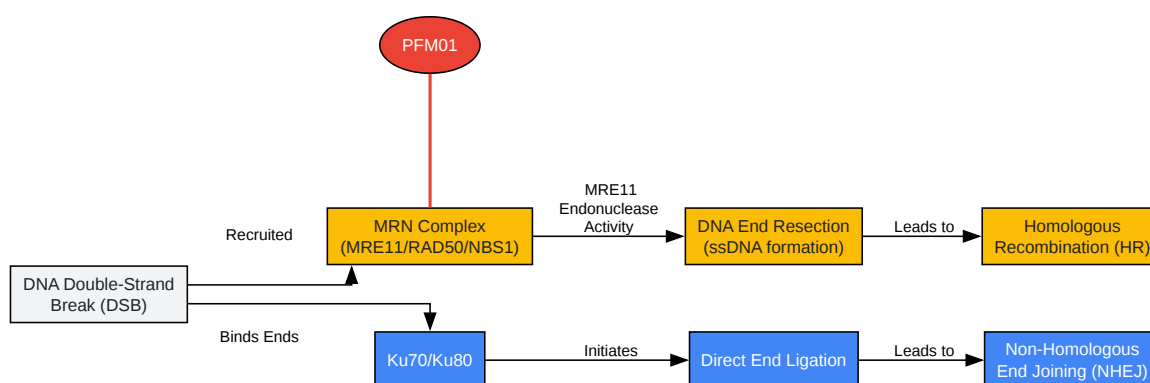 PFM01
MRE11
Endonuclease
Activity
Recruited
MRN Complex
(MRE11/RAD50/NBS1)
DNA End Resection
(ssDNA formation)
Leads to
Homologous
Recombination (HR)
DNA Double-Strand
Break (DSB)
Binds Ends
Ku70/Ku80
Initiates
Direct End Ligation
Leads to
Non-Homologous
End Joining (NHEJ)